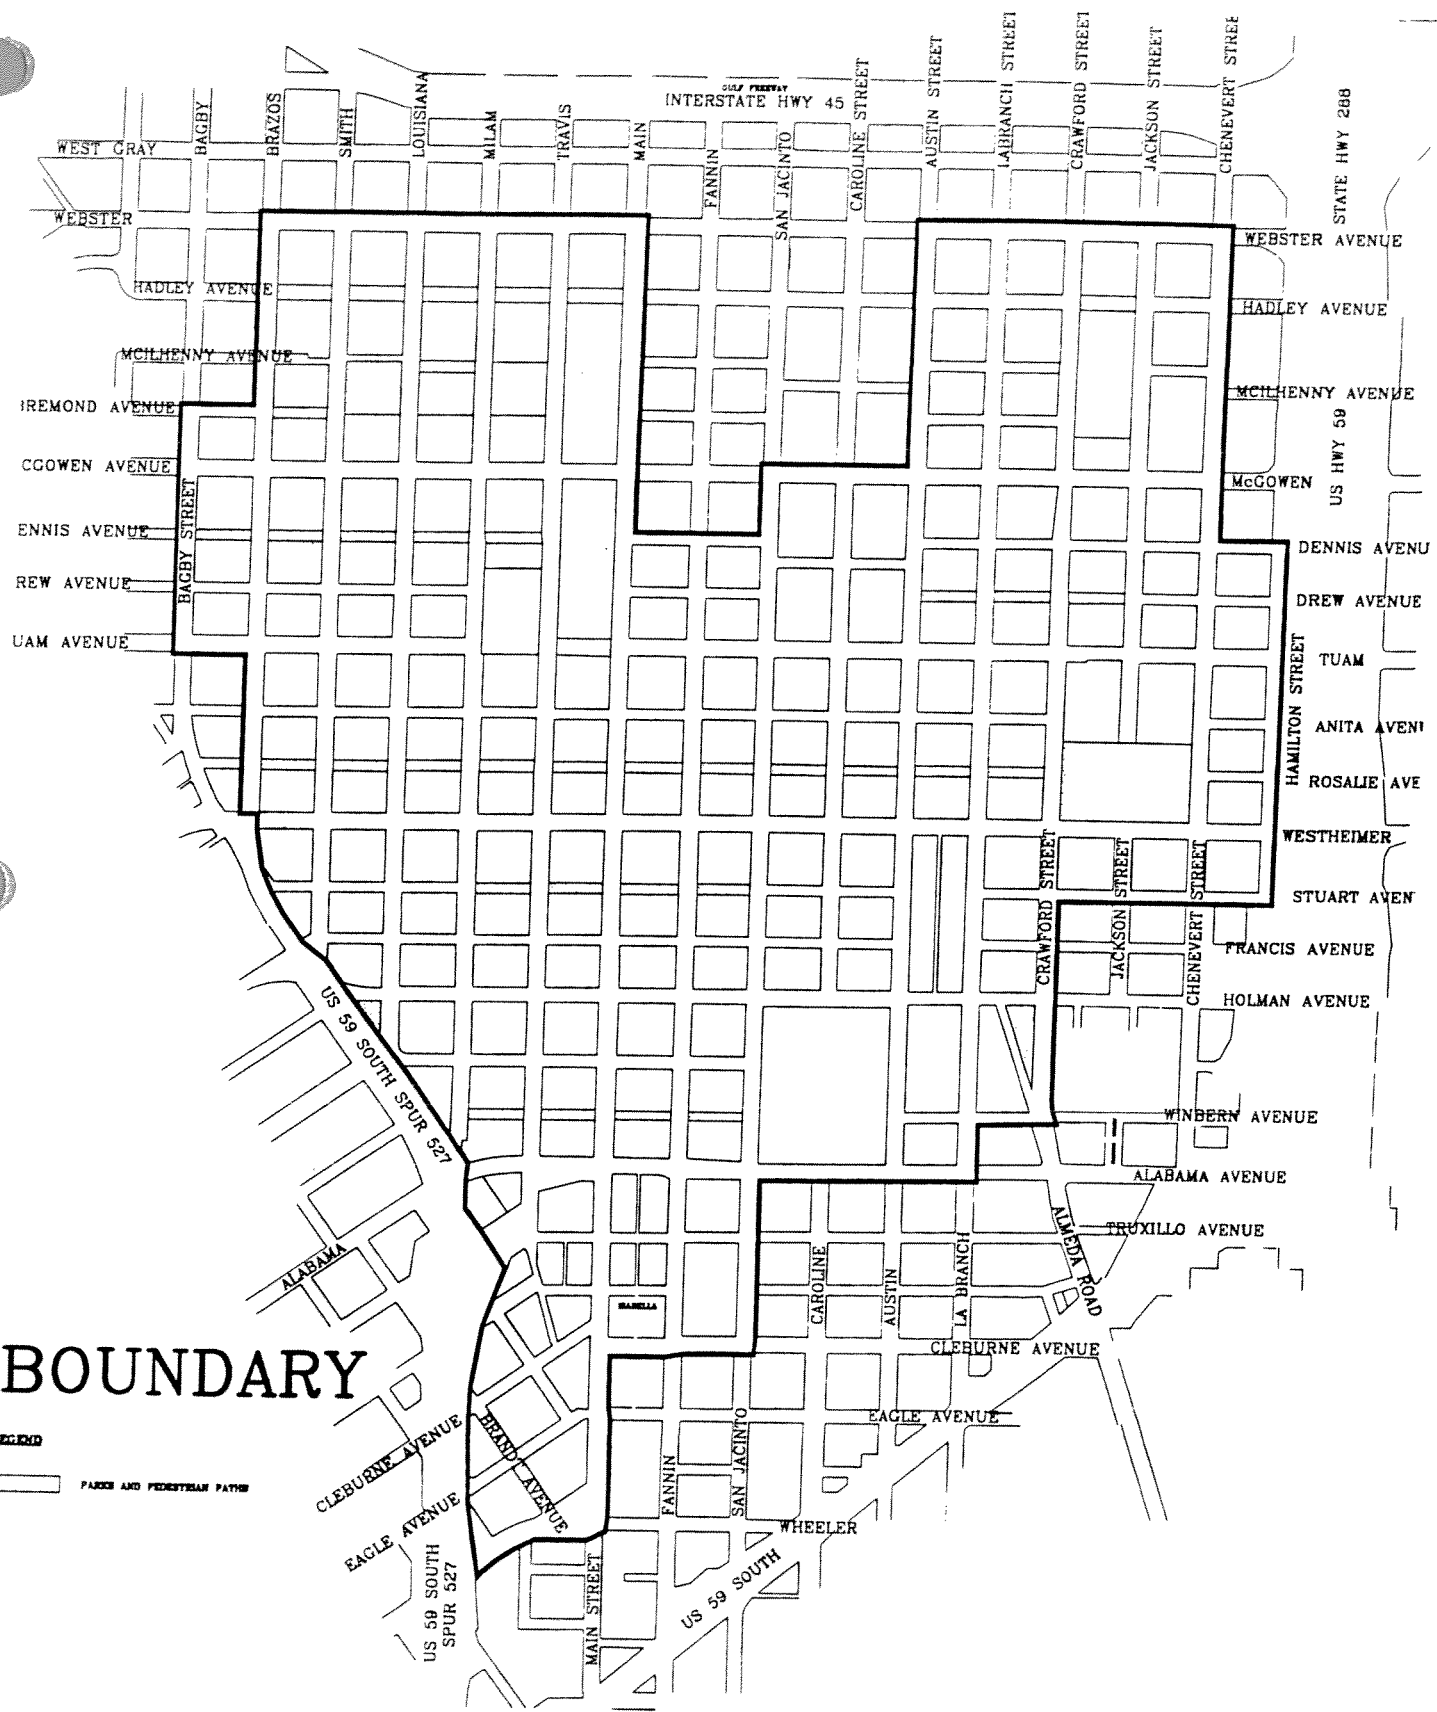 GULF FREEWAY
INTERSTATE HWY 45
BAGBY
BRAZOS
SMITH
LOUISIANA
MILAM
TRAVIS
MAIN
FANNIN
SAN JACINTO
CAROLINE STREET
AUSTIN STREET
LABRANCH STREET
CRAWFORD STREET
JACKSON STREET
CHENEVERT STREE
STATE HWY 288
WEST GRAY
WEBSTER
WEBSTER AVENUE
HADLEY AVENUE
HADLEY AVENUE
MCILHENNY AVENUE
MCILHENNY AVENUE
REMOND AVENUE
US HWY 59
CGOWEN AVENUE
McGOWEN
BAGBY STREET
ENNIS AVENUE
DENNIS AVENU
REW AVENUE
DREW AVENUE
UAM AVENUE
TUAM
HAMILTON STREET
ANITA AVEN
ROSALIE AVE
WESTHEIMER
CRAWFORD STREET
JACKSON STREET
CHENEVERT STREET
STUART AVEN
FRANCIS AVENUE
HOLMAN AVENUE
US 59 SOUTH SPUR 527
WINBERN AVENUE
ALABAMA AVENUE
TRUXILLO AVENUE
ALMEDA ROAD
ALABAMA
CAROLINE
AUSTIN
LA BRANCH
ISABELLA
CLEBURNE AVENUE
BOUNDARY
EAGLE AVENUE
CLEBURNE AVENUE
BRANDT AVENUE
EGEND
PARKS AND PEDESTRIAN PATHS
FANNIN
SAN JACINTO
EAGLE AVENUE
WHEELER
US 59 SOUTH
SPUR 527
MAIN STREET
US 59 SOUTH